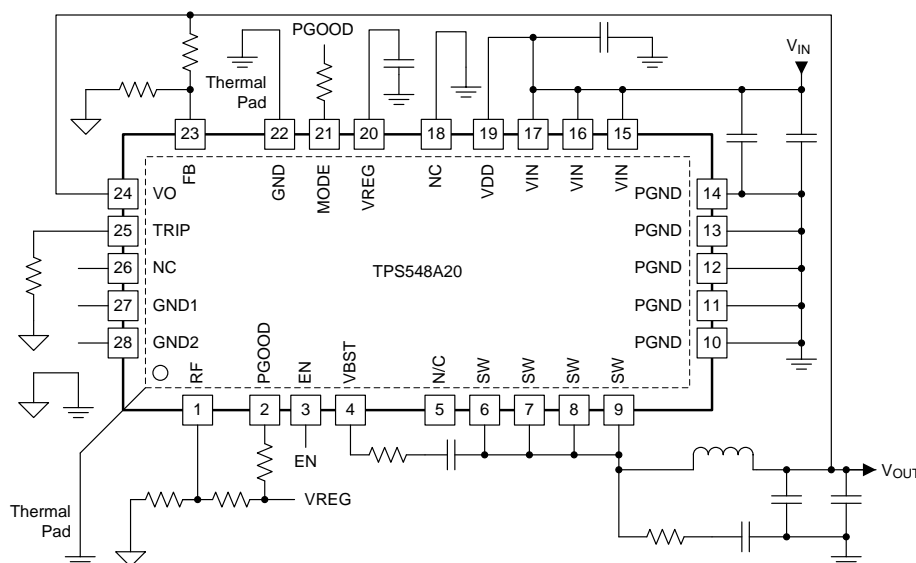 PGOOD
V_IN
Thermal
Pad
23
22
21
20
18
19
17
16
15
FB
GND
MODE
VREG
NC
VDD
VIN
VIN
VIN
24
VO
PGND
14
25
TRIP
PGND
13
26
NC
TPS548A20
PGND
12
27
GND1
PGND
11
28
GND2
PGND
10
RF
PGOOD
EN
VBST
N/C
SW
SW
SW
SW
1
2
3
4
5
6
7
8
9
EN
VREG
V_OUT
Thermal
Pad